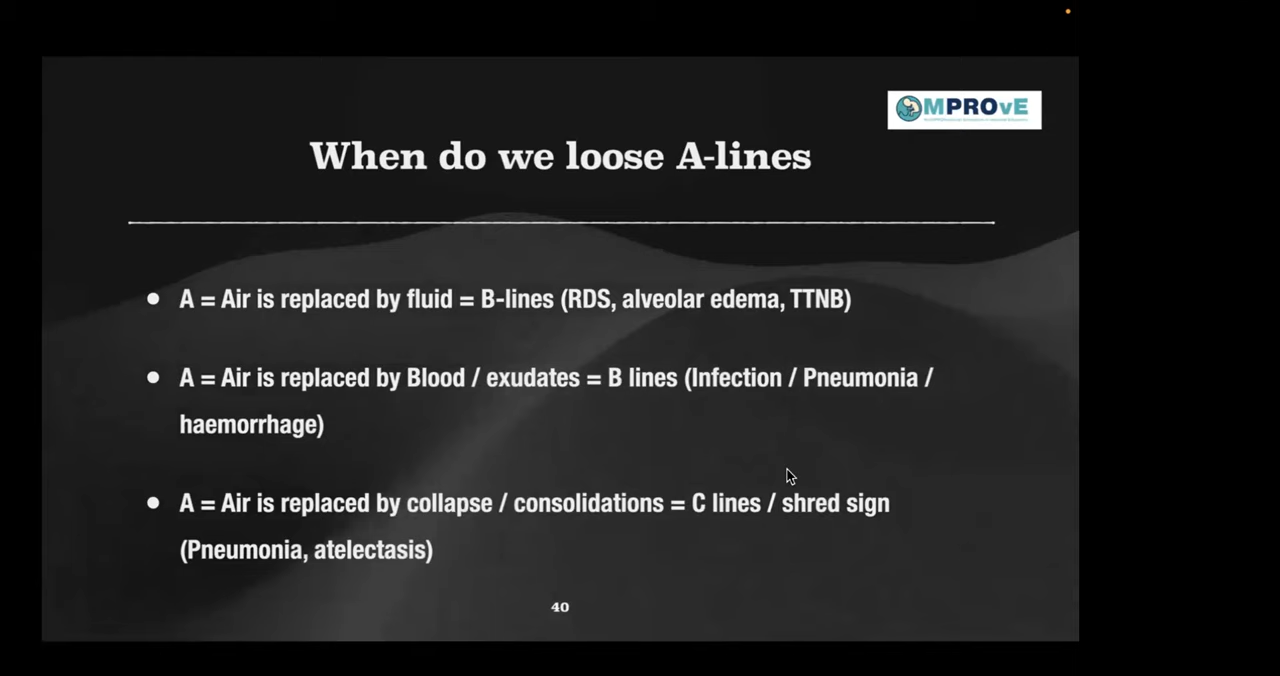 MPROvE
When do we loose A-lines
• A = Air is replaced by fluid = B-lines (RDS, alveolar edema, TTNB)
• A = Air is replaced by Blood / exudates = B lines (Infection / Pneumonia /
haemorrhage)
• A = Air is replaced by collapse / consolidations = C lines / shred sign
(Pneumonia, atelectasis)
40